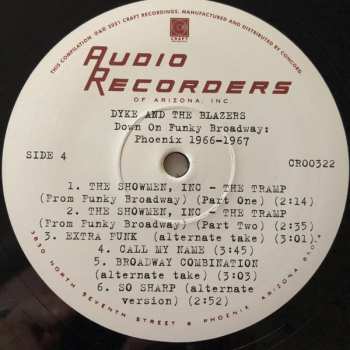 THIS COMPILATION ℗&© 2021 CRAFT RECORDINGS, MANUFACTURED AND DISTRIBUTED BY CONCORD.
CRAFT
AUDIO
RECORDERS
OF ARIZONA, INC
DYKE AND THE BLAZERS
Down On Funky Broadway:
Phoenix 1966-1967
SIDE 4
CR00322
1. THE SHOWMEN, INC - THE TRAMP
(From Funky Broadway) (Part One) (2:14)
2. THE SHOWMEN, INC - THE TRAMP
(From Funky Broadway) (Part Two) (2:35)
3. EXTRA FUNK (alternate take) (3:01)
4. CALL MY NAME (3:45)
5. BROADWAY COMBINATION
(alternate take) (3:03)
6. SO SHARP (alternate
version) (2:52)
3830 NORTH SEVENTH STREET • PHOENIX, ARIZONA